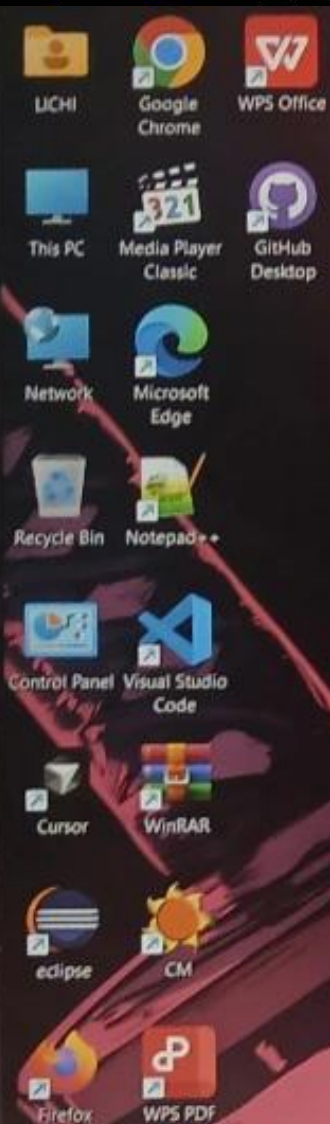 LICHI
Google
Chrome
WPS Office
This PC
321
Media Player
Classic
GitHub
Desktop
Network
Microsoft
Edge
Recycle Bin
Notepad++
Control Panel
Visual Studio
Code
Cursor
WinRAR
eclipse
CM
Firefox
WPS PDF